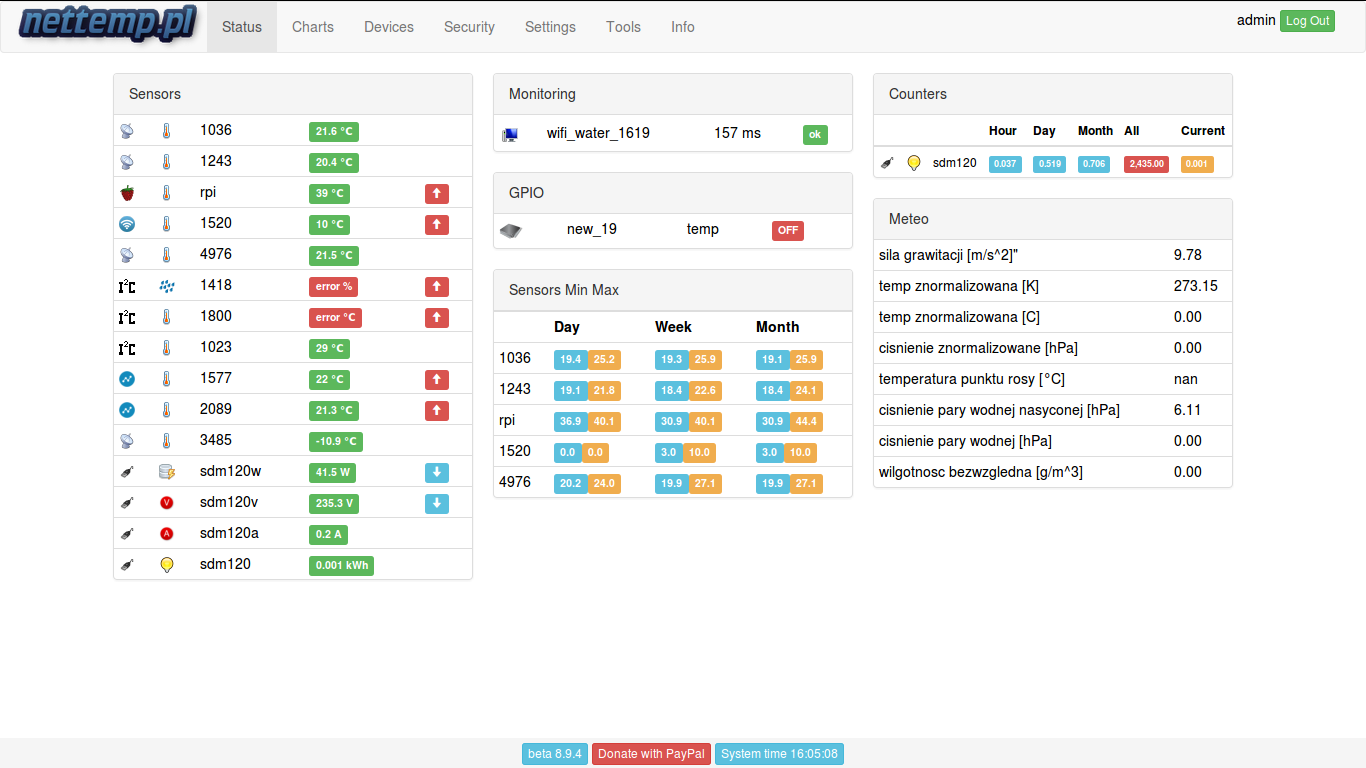 nettemp.pl Status Charts Devices Security Settings Tools Info admin Log Out
Sensors
I²C
1036 21.6 °C
1243 20.4 °C
rpi 39 °C
1520 10 °C
4976 21.5 °C
I²C 1418 error %
I²C 1800 error °C
I²C 1023 29 °C
1577 22 °C
2089 21.3 °C
3485 -10.9 °C
sdm120w 41.5 W
V sdm120v 235.3 V
A sdm120a 0.2 A
sdm120 0.001 kWh
Monitoring
wifi_water_1619 157 ms ok
GPIO
new_19 temp OFF
Sensors Min Max
Day Week Month
1036 19.4 25.2 19.3 25.9 19.1 25.9
1243 19.1 21.8 18.4 22.6 18.4 24.1
rpi 36.9 40.1 30.9 40.1 30.9 44.4
1520 0.0 0.0 3.0 10.0 3.0 10.0
4976 20.2 24.0 19.9 27.1 19.9 27.1
Counters
Hour Day Month All Current
sdm120 0.037 0.519 0.706 2,435.00 0.001
Meteo
sila grawitacji [m/s^2]" 9.78
temp znormalizowana [K] 273.15
temp znormalizowana [C] 0.00
cisnienie znormalizowane [hPa] 0.00
temperatura punktu rosy [°C] nan
cisnienie pary wodnej nasyconej [hPa] 6.11
cisnienie pary wodnej [hPa] 0.00
wilgotnosc bezwzgledna [g/m^3] 0.00
beta 8.9.4 Donate with PayPal System time 16:05:08